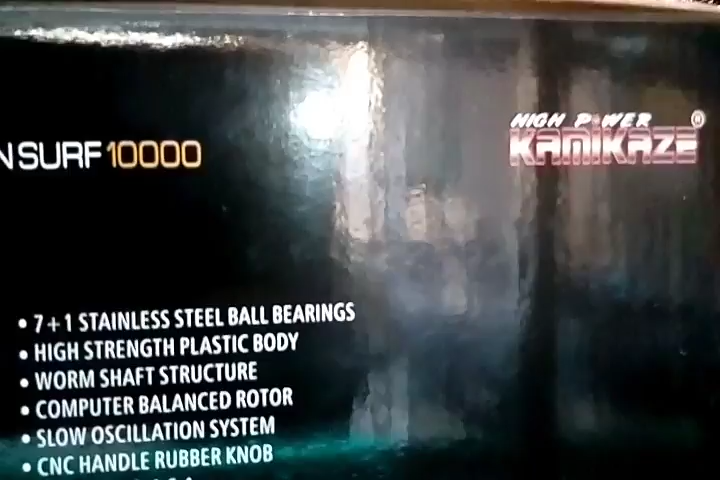 N SURF 10000
HIGH POWER
KAMIKAZE®
• 7 + 1 STAINLESS STEEL BALL BEARINGS
• HIGH STRENGTH PLASTIC BODY
• WORM SHAFT STRUCTURE
• COMPUTER BALANCED ROTOR
• SLOW OSCILLATION SYSTEM
• CNC HANDLE RUBBER KNOB